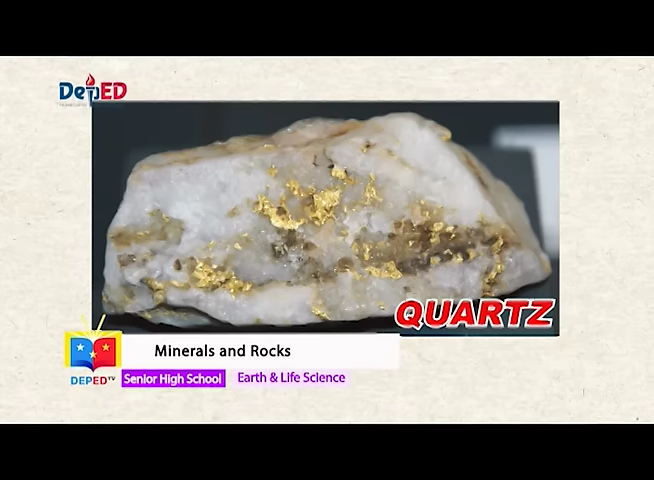 DepED
QUARTZ
Minerals and Rocks
DEPED TV
Senior High School
Earth & Life Science